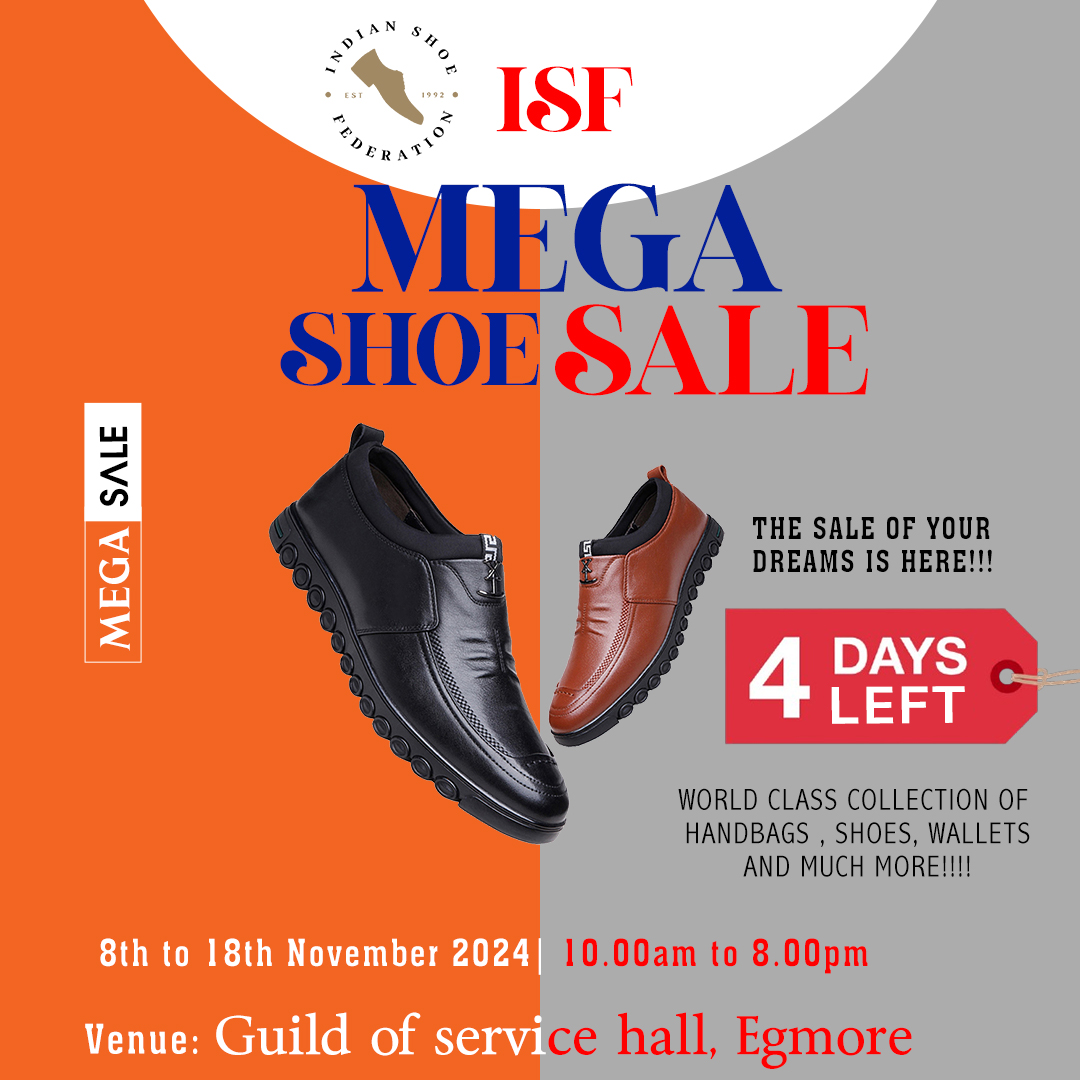 INDIAN SHOE
EST 1992
FEDERATION
ISF
MEGA
SHOE SALE
MEGA SALE
THE SALE OF YOUR
DREAMS IS HERE!!!
4 DAYS
LEFT
WORLD CLASS COLLECTION OF
HANDBAGS , SHOES, WALLETS
AND MUCH MORE!!!!
8th to 18th November 2024| 10.00am to 8.00pm
Venue: Guild of service hall, Egmore